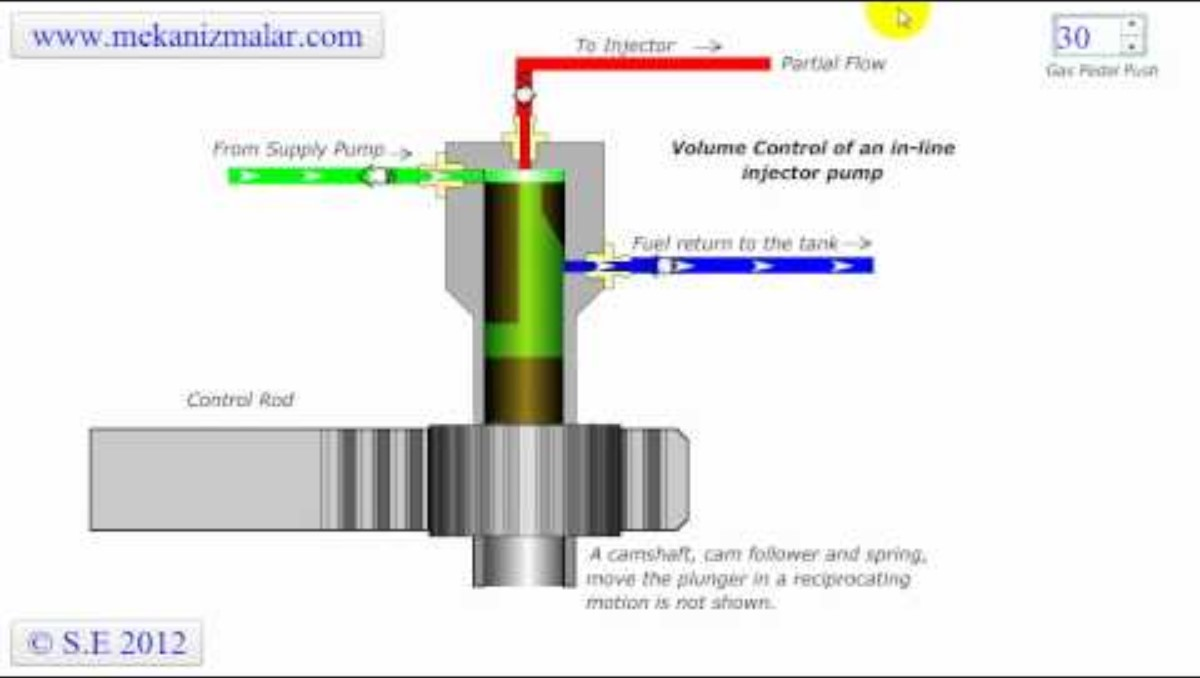 www.mekanizmalar.com
30
Gas Pedal Push
To Injector
Partial Flow
From Supply Pump
Volume Control of an in-line
injector pump
Fuel return to the tank
Control Rod
A camshaft, cam follower and spring,
move the plunger in a reciprocating
motion is not shown.
© S.E 2012